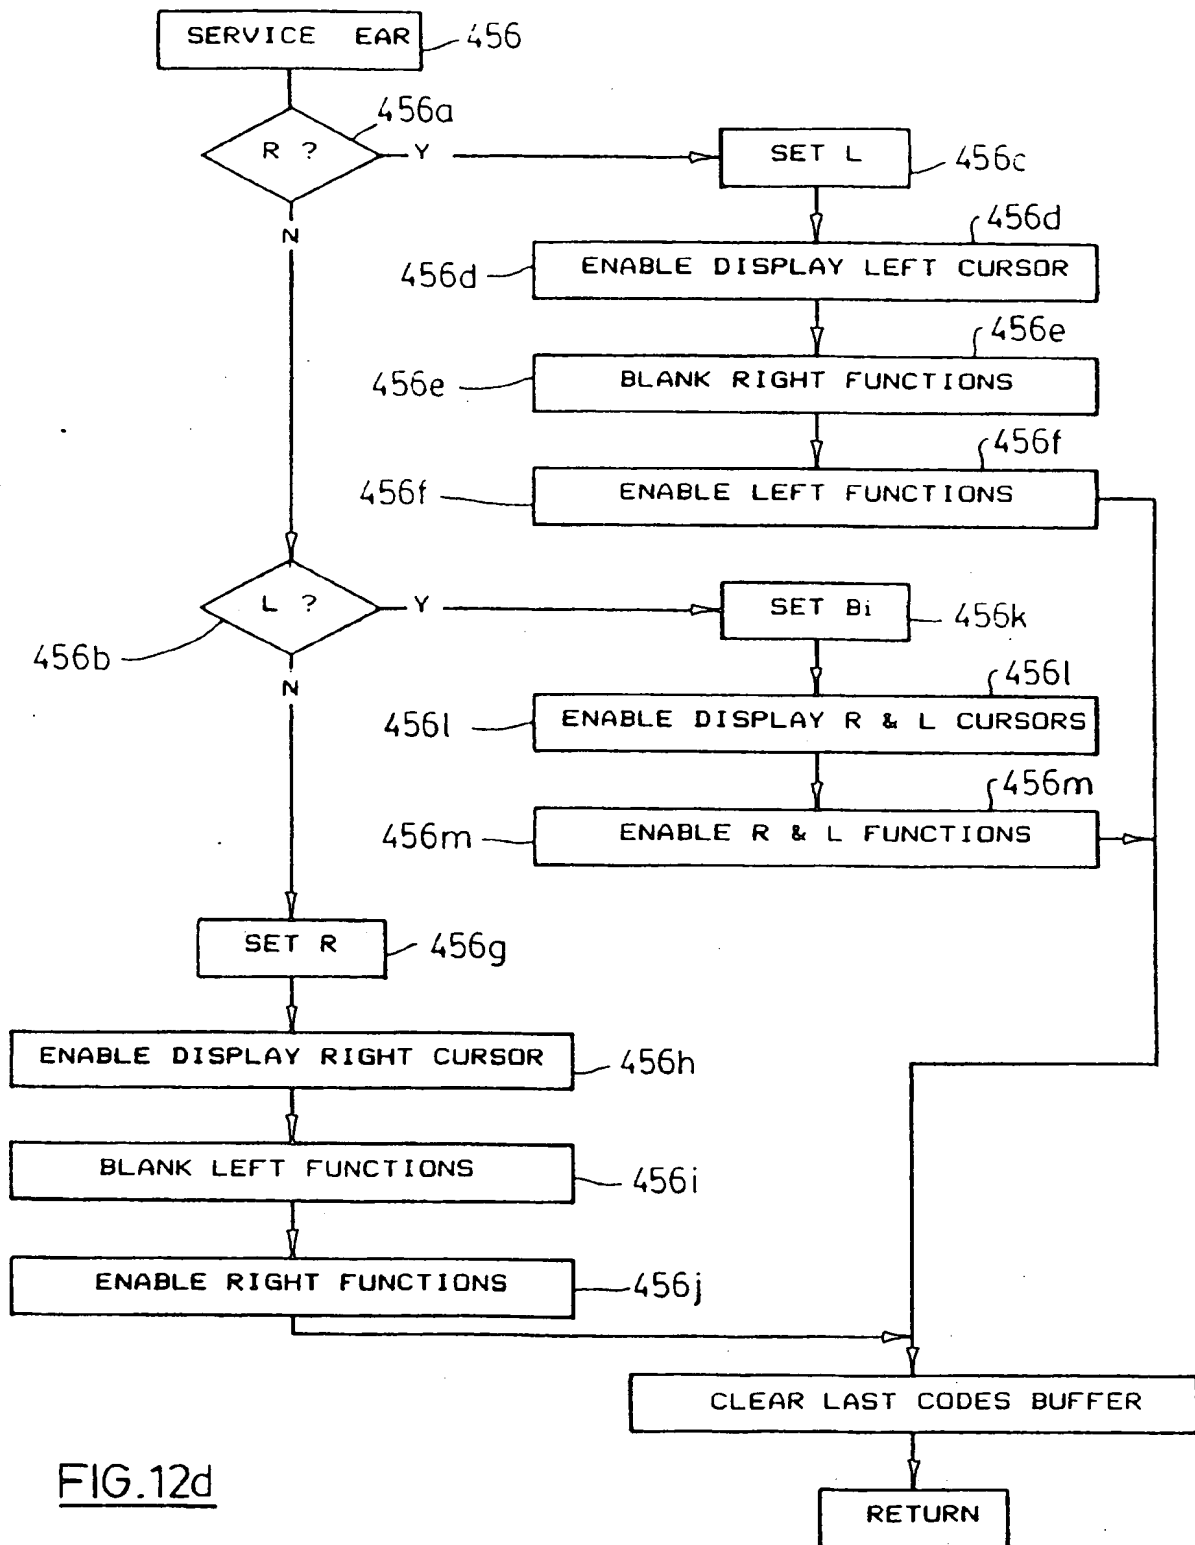 SERVICE EAR
456
456a
R ?
Y
SET L
456c
N
456d
456d
ENABLE DISPLAY LEFT CURSOR
456e
456e
BLANK RIGHT FUNCTIONS
456f
456f
ENABLE LEFT FUNCTIONS
L ?
Y
SET Bi
456k
456b
N
456l
456l
ENABLE DISPLAY R & L CURSORS
456m
456m
ENABLE R & L FUNCTIONS
SET R
456g
ENABLE DISPLAY RIGHT CURSOR
456h
BLANK LEFT FUNCTIONS
456i
ENABLE RIGHT FUNCTIONS
456j
CLEAR LAST CODES BUFFER
RETURN
FIG.12d